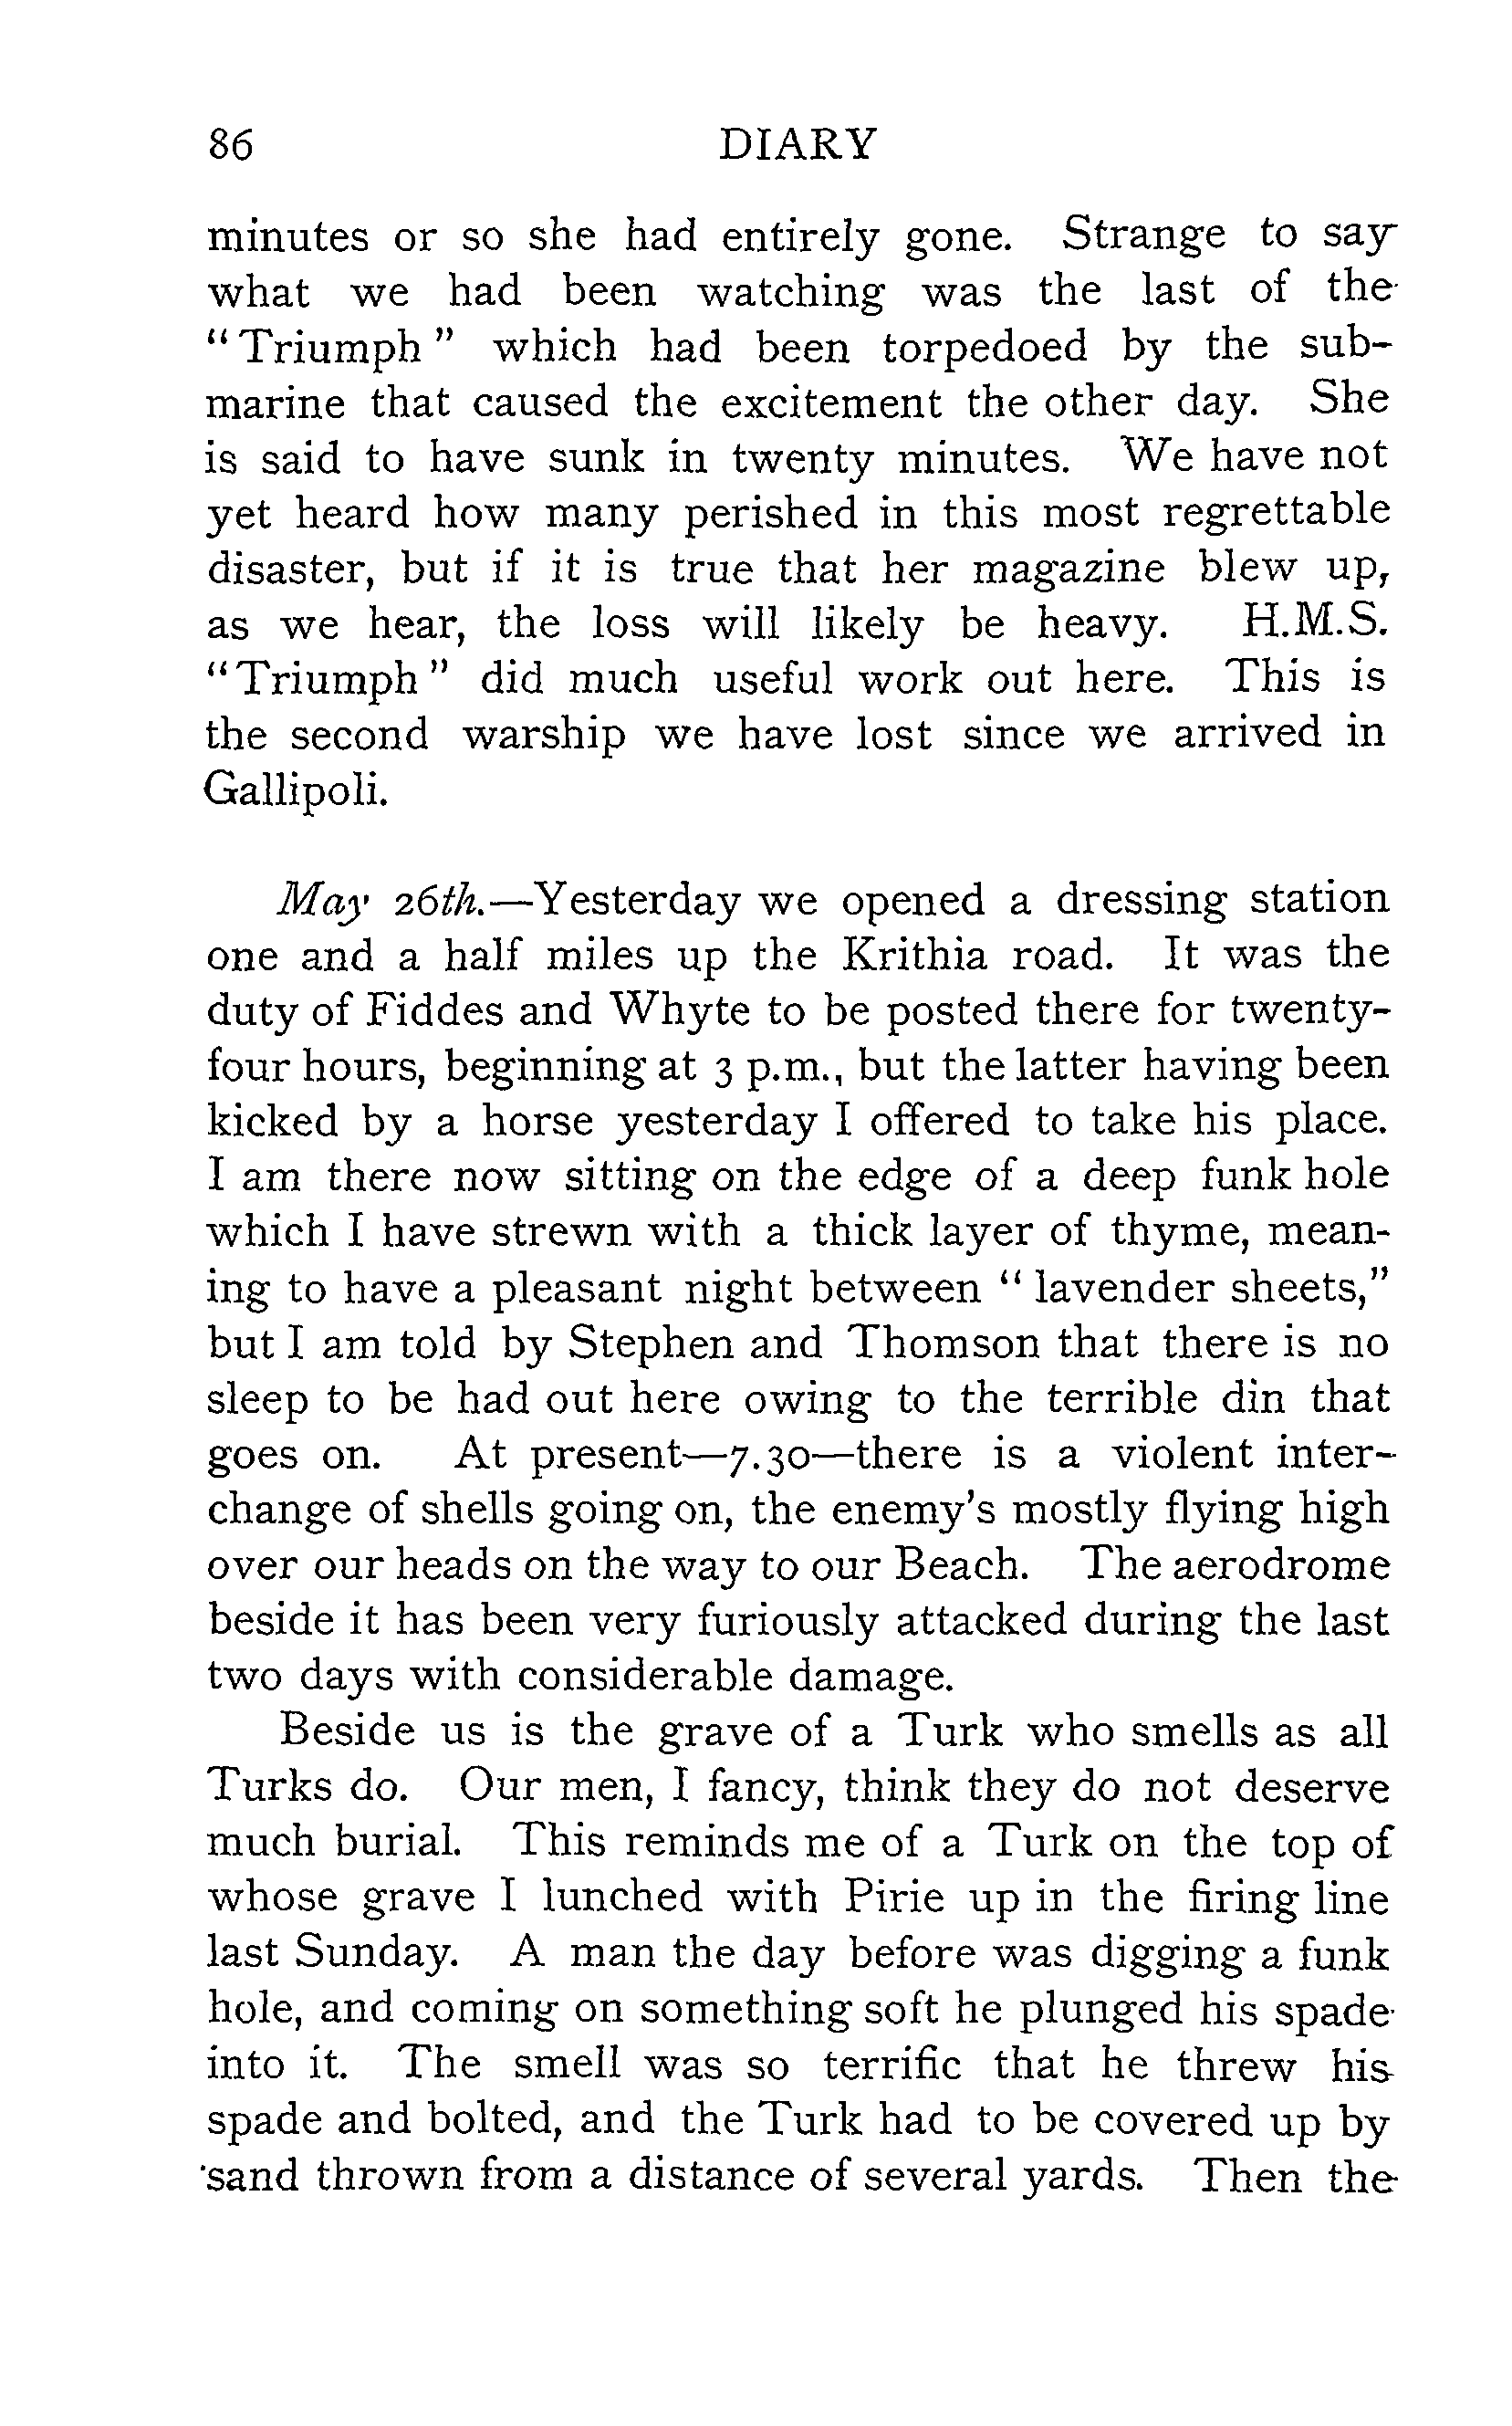 86 DIARY
minutes or so she had entirely gone. Strange to say
what we had been watching was the last of the
“Triumph” which had been torpedoed by the sub-
marine that caused the excitement the other day. She
is said to have sunk in twenty minutes. We have not
yet heard how many perished in this most regrettable
disaster, but if it is true that her magazine blew up,
as we hear, the loss will likely be heavy. H.M.S.
“Triumph” did much useful work out here. This is
the second warship we have lost since we arrived in
Gallipoli.
May 26th.—Yesterday we opened a dressing station
one and a half miles up the Krithia road. It was the
duty of Fiddes and Whyte to be posted there for twenty-
four hours, beginning at 3 p.m., but the latter having been
kicked by a horse yesterday I offered to take his place.
I am there now sitting on the edge of a deep funk hole
which I have strewn with a thick layer of thyme, mean-
ing to have a pleasant night between “lavender sheets,”
but I am told by Stephen and Thomson that there is no
sleep to be had out here owing to the terrible din that
goes on. At present—7.30—there is a violent inter-
change of shells going on, the enemy’s mostly flying high
over our heads on the way to our Beach. The aerodrome
beside it has been very furiously attacked during the last
two days with considerable damage.
Beside us is the grave of a Turk who smells as all
Turks do. Our men, I fancy, think they do not deserve
much burial. This reminds me of a Turk on the top of
whose grave I lunched with Pirie up in the firing line
last Sunday. A man the day before was digging a funk
hole, and coming on something soft he plunged his spade
into it. The smell was so terrific that he threw his
spade and bolted, and the Turk had to be covered up by
sand thrown from a distance of several yards. Then the